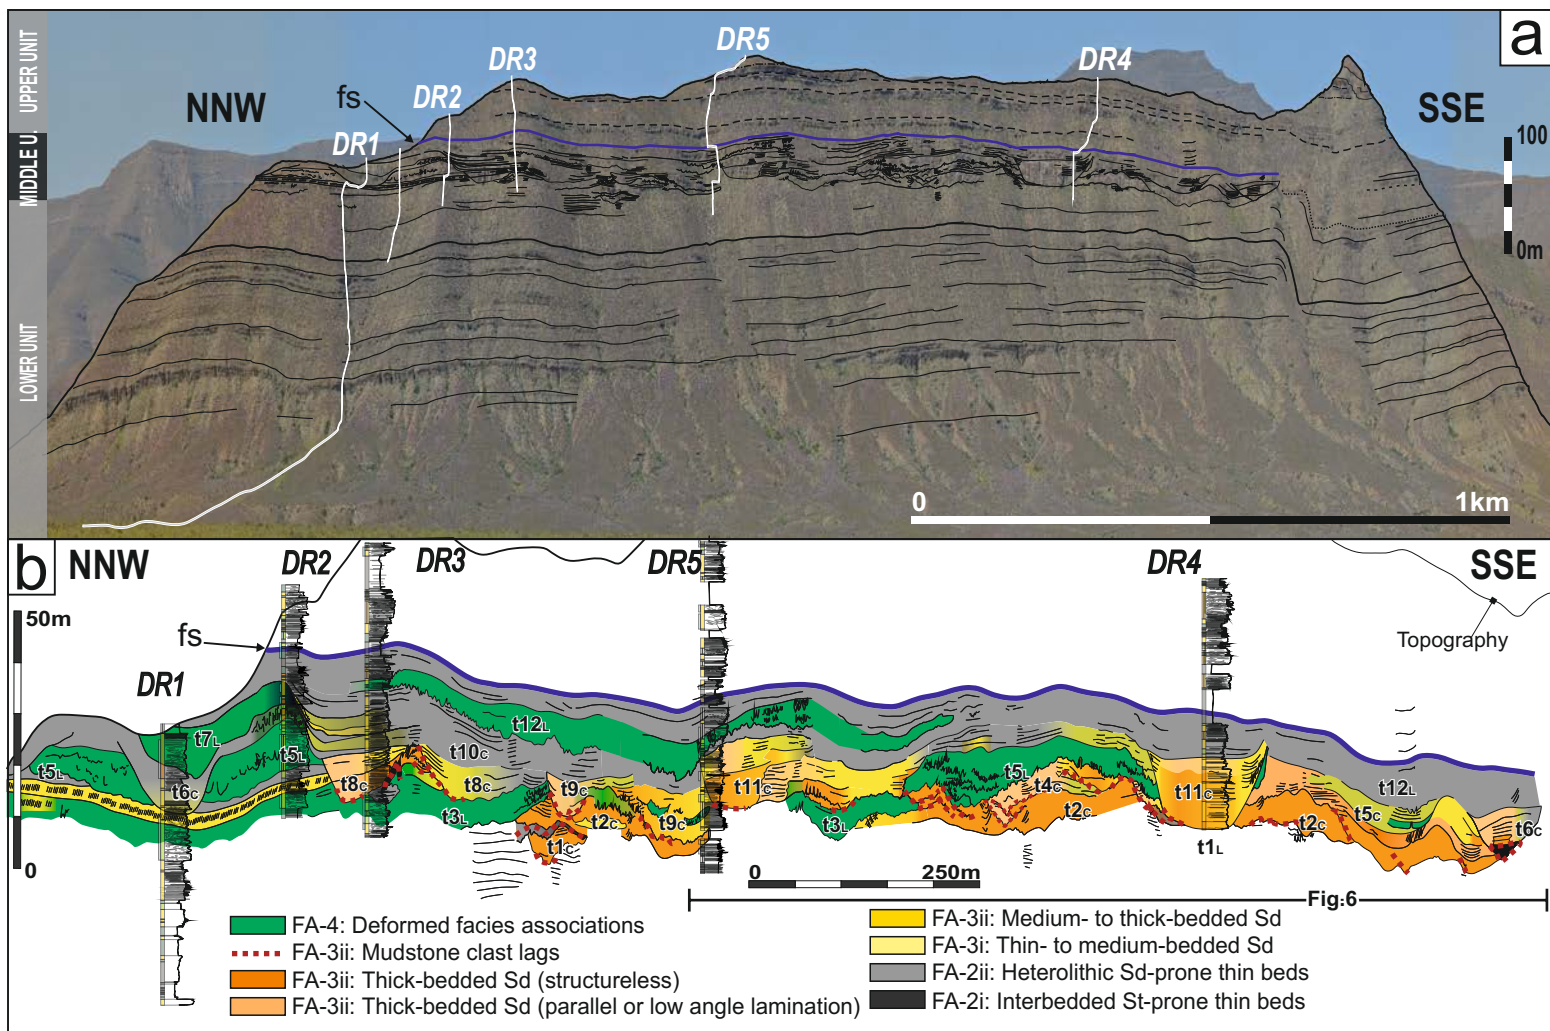 a
UPPER UNIT
MIDDLE U.
LOWER UNIT
NNW
fs
DR1
DR2
DR3
DR5
DR4
SSE
100
0m
0
1km
b
NNW
DR2
DR3
DR5
DR4
SSE
50m
fs
Topography
DR1
t7L
t5L
t5L
t12L
t10C
t6C
t8C
t8C
t9C
t11C
t5L
t4C
t11C
t12L
t3L
t2C
t9C
t3L
t2C
t2C
t5C
t6C
t1C
t1L
0
0
250m
Fig.6
FA-4: Deformed facies associations
FA-3ii: Mudstone clast lags
FA-3ii: Thick-bedded Sd (structureless)
FA-3ii: Thick-bedded Sd (parallel or low angle lamination)
FA-3ii: Medium- to thick-bedded Sd
FA-3i: Thin- to medium-bedded Sd
FA-2ii: Heterolithic Sd-prone thin beds
FA-2i: Interbedded St-prone thin beds